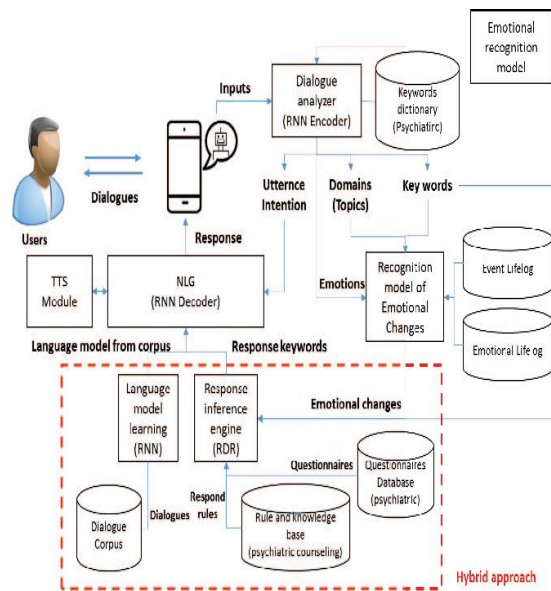 Emotional
recognition
model
Inputs
Dialogue
analyzer
(RNN Encoder)
Keywords
dictionary
(Psychiatirc)
Dialogues
Users
Response
Utternce
Intention
Domains
(Topics)
Key words
TTS
Module
NLG
(RNN Decoder)
Emotions
Recognition
model of
Emotional
Changes
Event Lifelog
Emotional Life og
Language model from corpus
Response keywords
Language
model
learning
(RNN)
Response
inference
engine
(RDR)
Emotional changes
Questionnaires
Questionnaires
Database
(psychiatric)
Dialogues
Respond
rules
Dialogue
Corpus
Rule and knowledge
base
(psychiatric counseling)
Hybrid approach